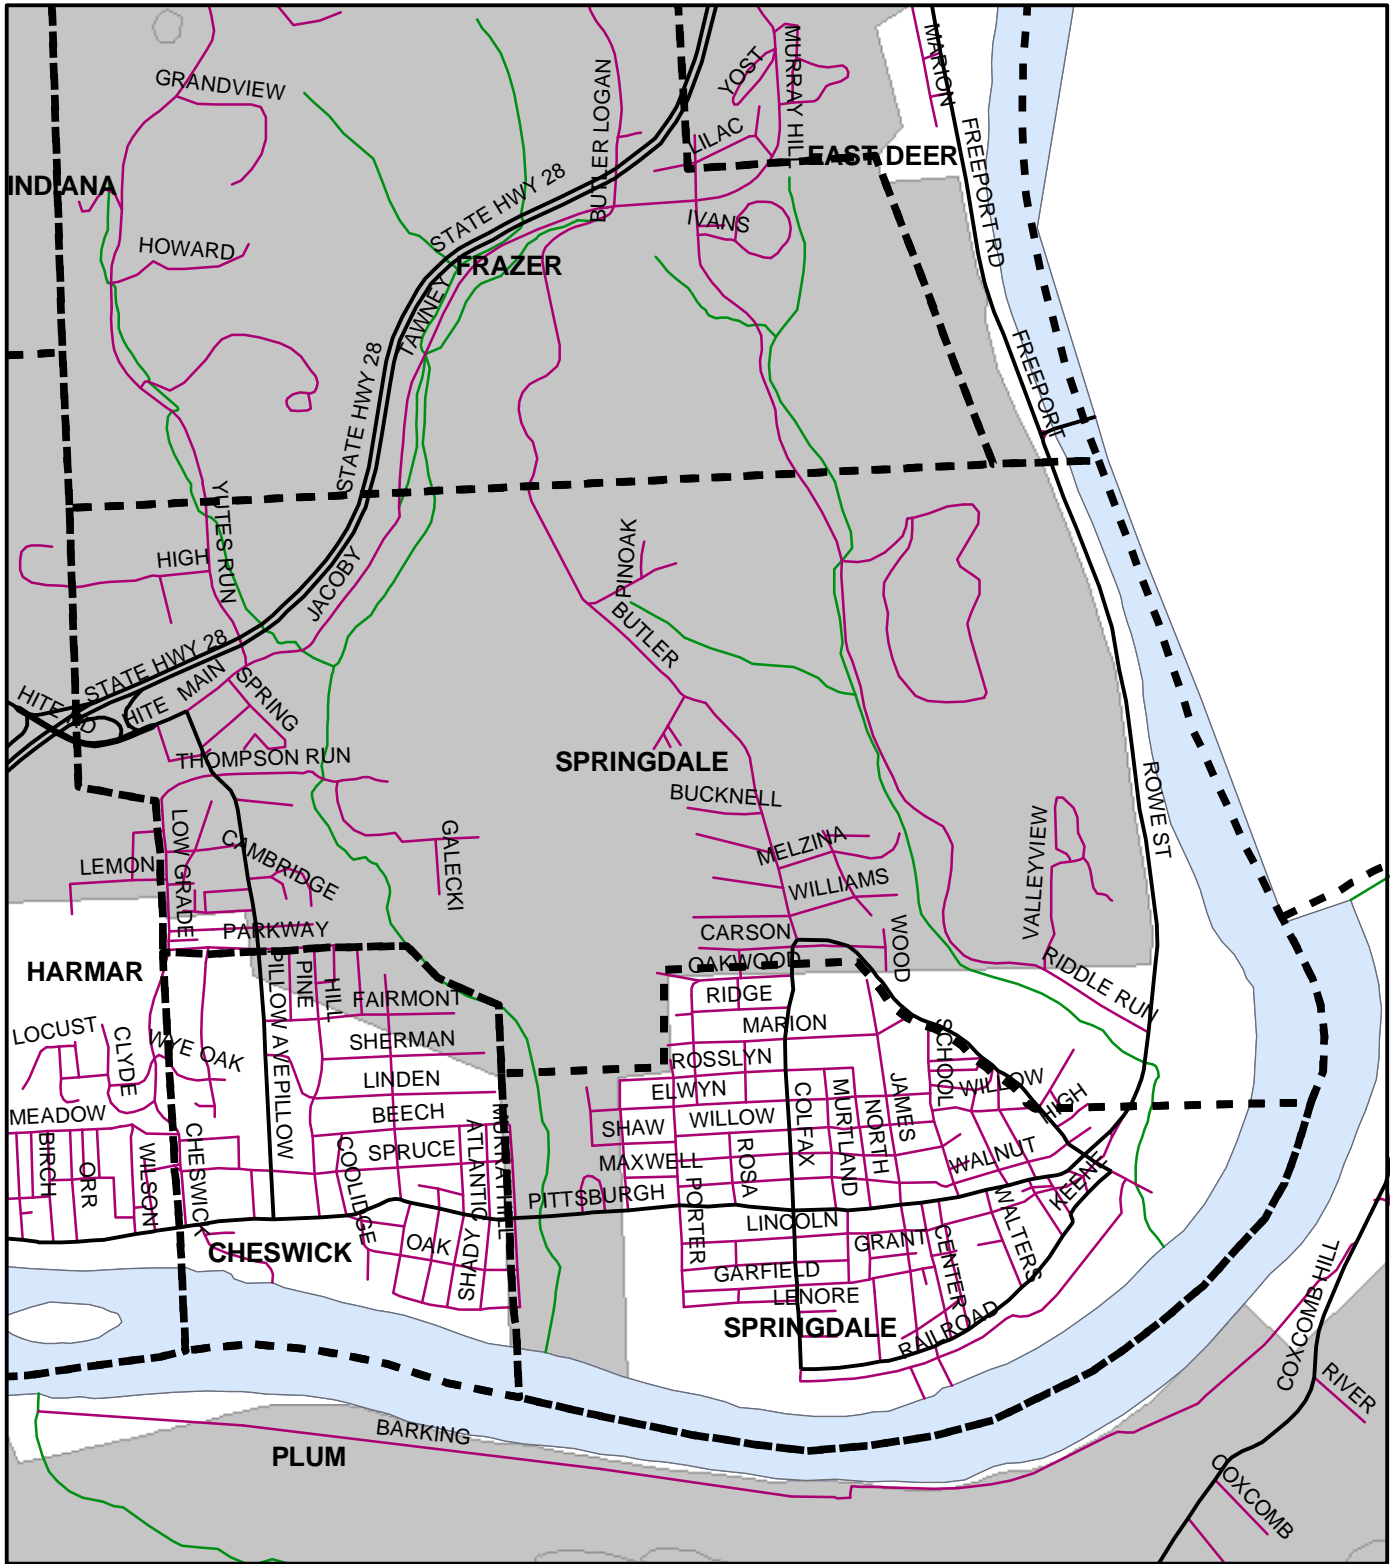 MARION
YOST
MURRAY HILL
GRANDVIEW
BUTLER LOGAN
LILAC
FREEPORT RD
EAST DEER
INDIANA
STATE HWY 28
IVANS
HOWARD
FRAZER
TAWNEY
FREEPORT
STATE HWY 28
YUTES RUN
PINOAK
HIGH
JACOBY
BUTLER
STATE HWY 28
MAIN
SPRING
HITE RD
HITE
THOMPSON RUN
SPRINGDALE
ROWE ST
BUCKNELL
LOW GRADE
CAMBRIDGE
GALECKI
MELZINA
VALLEYVIEW
LEMON
WILLIAMS
PARKWAY
CARSON
WOOD
OAKWOOD
RIDDLE RUN
HARMAR
PILLOW AVE
PINE
HILL
FAIRMONT
RIDGE
LOCUST
CLYDE
WYE OAK
SHERMAN
MARION
SCHOOL
ROSSLYN
LINDEN
ELWYN
WILLOW
HIGH
MEADOW
PILLOW
BEECH
MURRAY HILL
SHAW
WILLOW
COLFAX
MURTLAND
NORTH
JAMES
BIRCH
ORR
WILSON
CHESWICK
COOLIDGE
SPRUCE
ATLANTIC
MAXWELL
ROSA
WALNUT
PITTSBURGH
PORTER
KEENE
LINCOLN
WALTERS
CHESWICK
OAK
SHADY
GRANT
CENTER
GARFIELD
LENORE
SPRINGDALE
RAILROAD
COXCOMB HILL
RIVER
BARKING
PLUM
COXCOMB